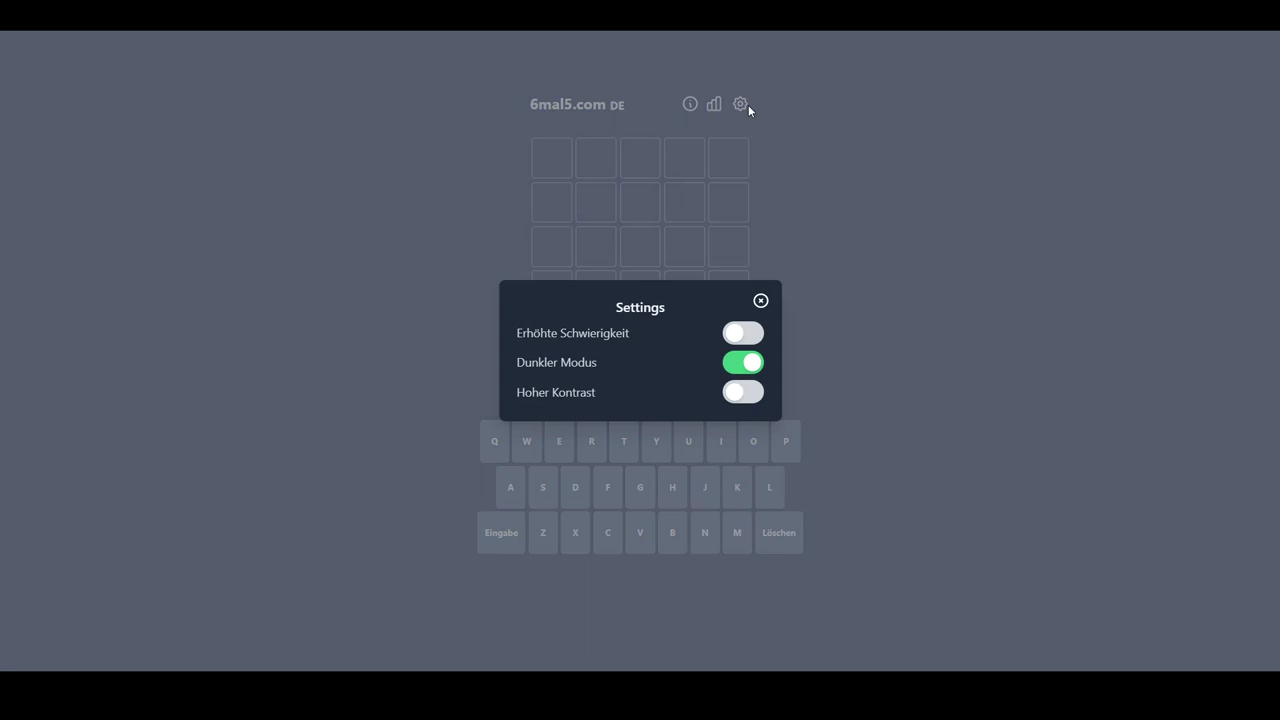 6mal5.com DE
Settings
Erhöhte Schwierigkeit
Dunkler Modus
Hoher Kontrast
Q W E R T Y U I O P
A S D F G H J K L
Eingabe Z X C V B N M Löschen